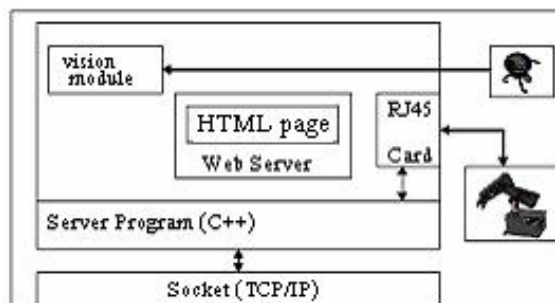 vision
module
HTML page
Web Server
RJ45
Card
Server Program (C++)
Socket (TCP/IP)